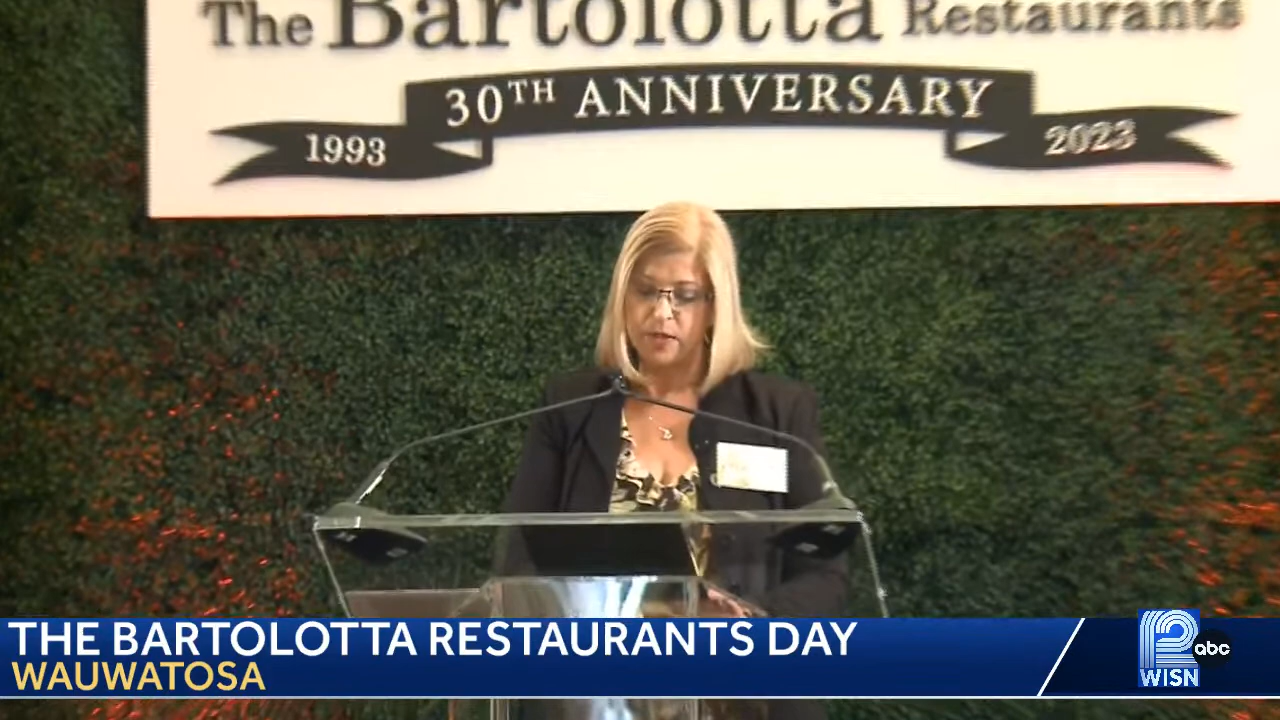 The Bartolotta Restaurants
30TH ANNIVERSARY
1993
2023
THE BARTOLOTTA RESTAURANTS DAY
WAUWATOSA
12
abc
WISN